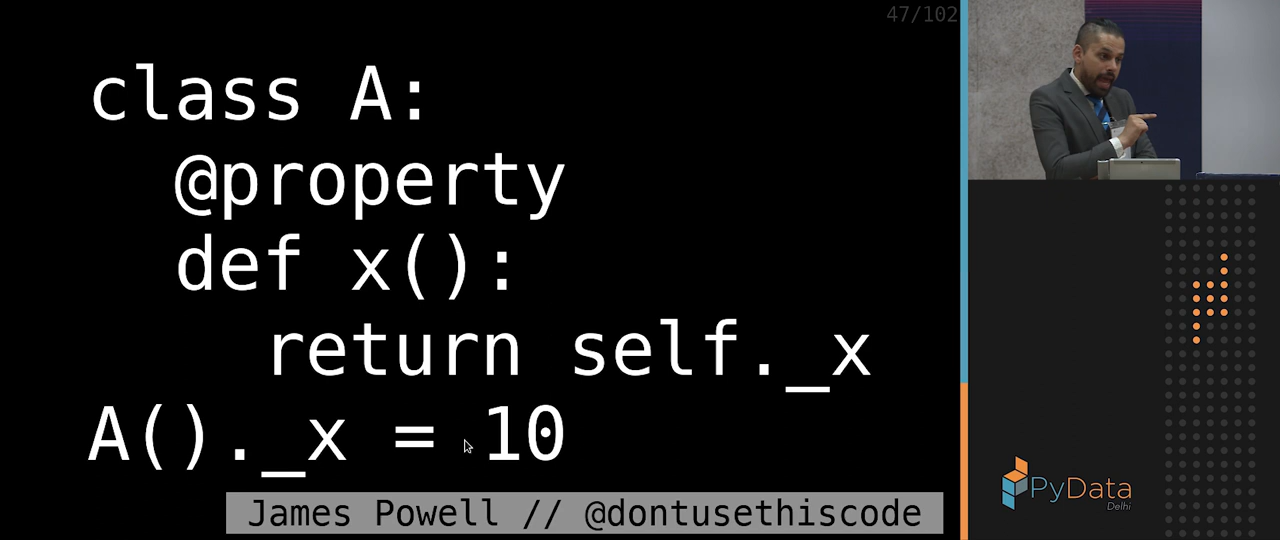 47/102
class A:
  @property
  def x():
    return self._x
A()._x = 10
James Powell // @dontusethiscode
PyData
Delhi